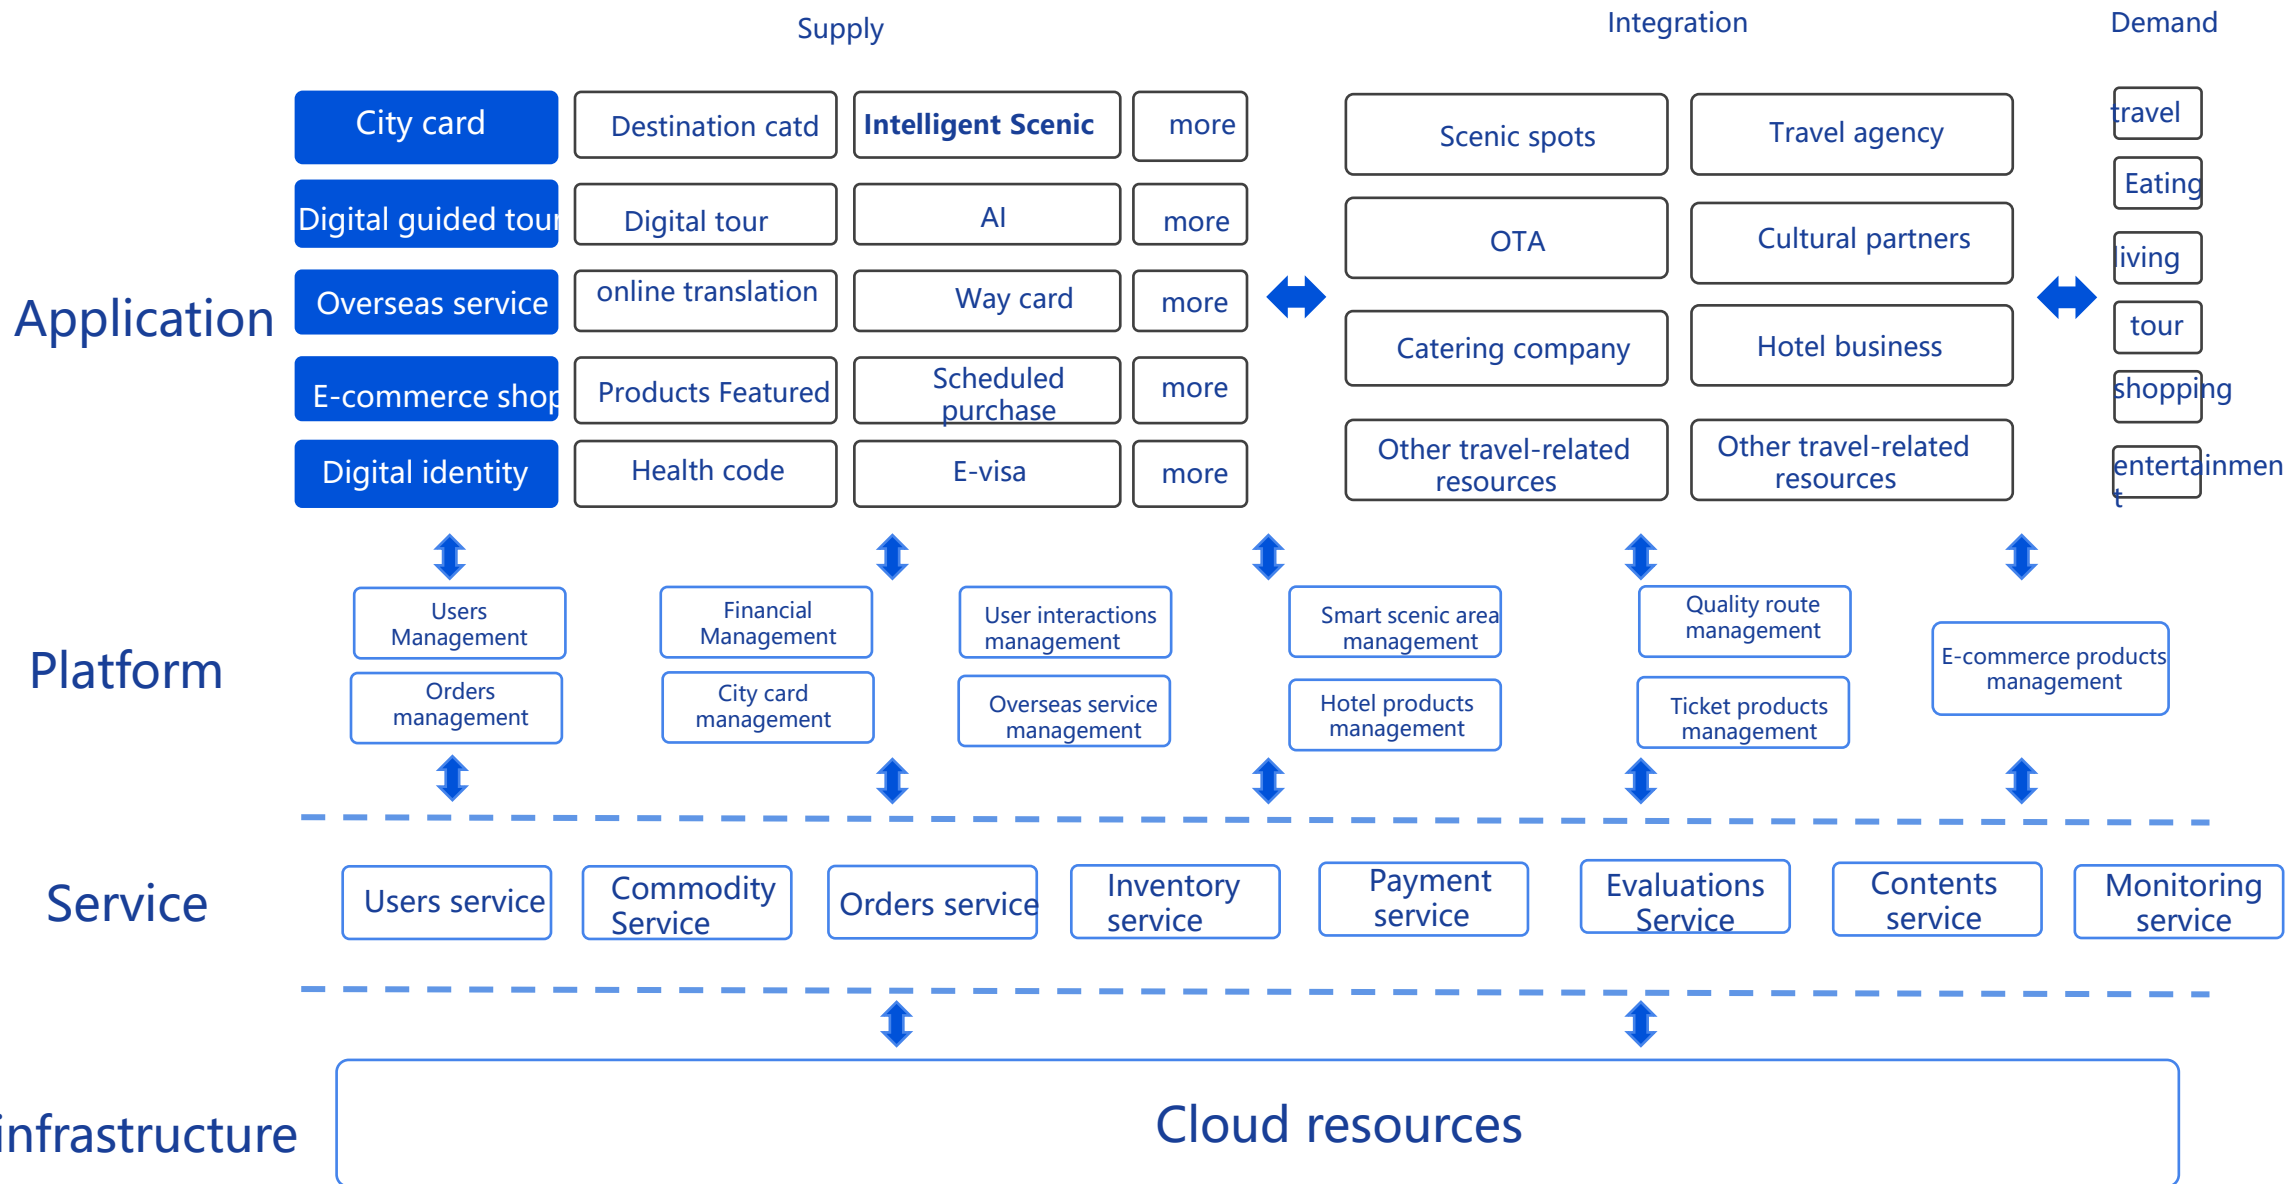 Supply
Integration
Demand
Application
City card
Destination catd
Intelligent Scenic
more
Scenic spots
Travel agency
travel
Digital guided tour
Digital tour
AI
more
OTA
Cultural partners
Eating
Overseas service
online translation
Way card
more
Catering company
Hotel business
living
tour
E-commerce shop
Products Featured
Scheduled
purchase
more
shopping
Digital identity
Health code
E-visa
more
Other travel-related
resources
Other travel-related
resources
entertainmen
t
Platform
Users
Management
Financial
Management
User interactions
management
Smart scenic area
management
Quality route
management
E-commerce products
management
Orders
management
City card
management
Overseas service
management
Hotel products
management
Ticket products
management
Service
Users service
Commodity
Service
Orders service
Inventory
service
Payment
service
Evaluations
Service
Contents
service
Monitoring
service
infrastructure
Cloud resources